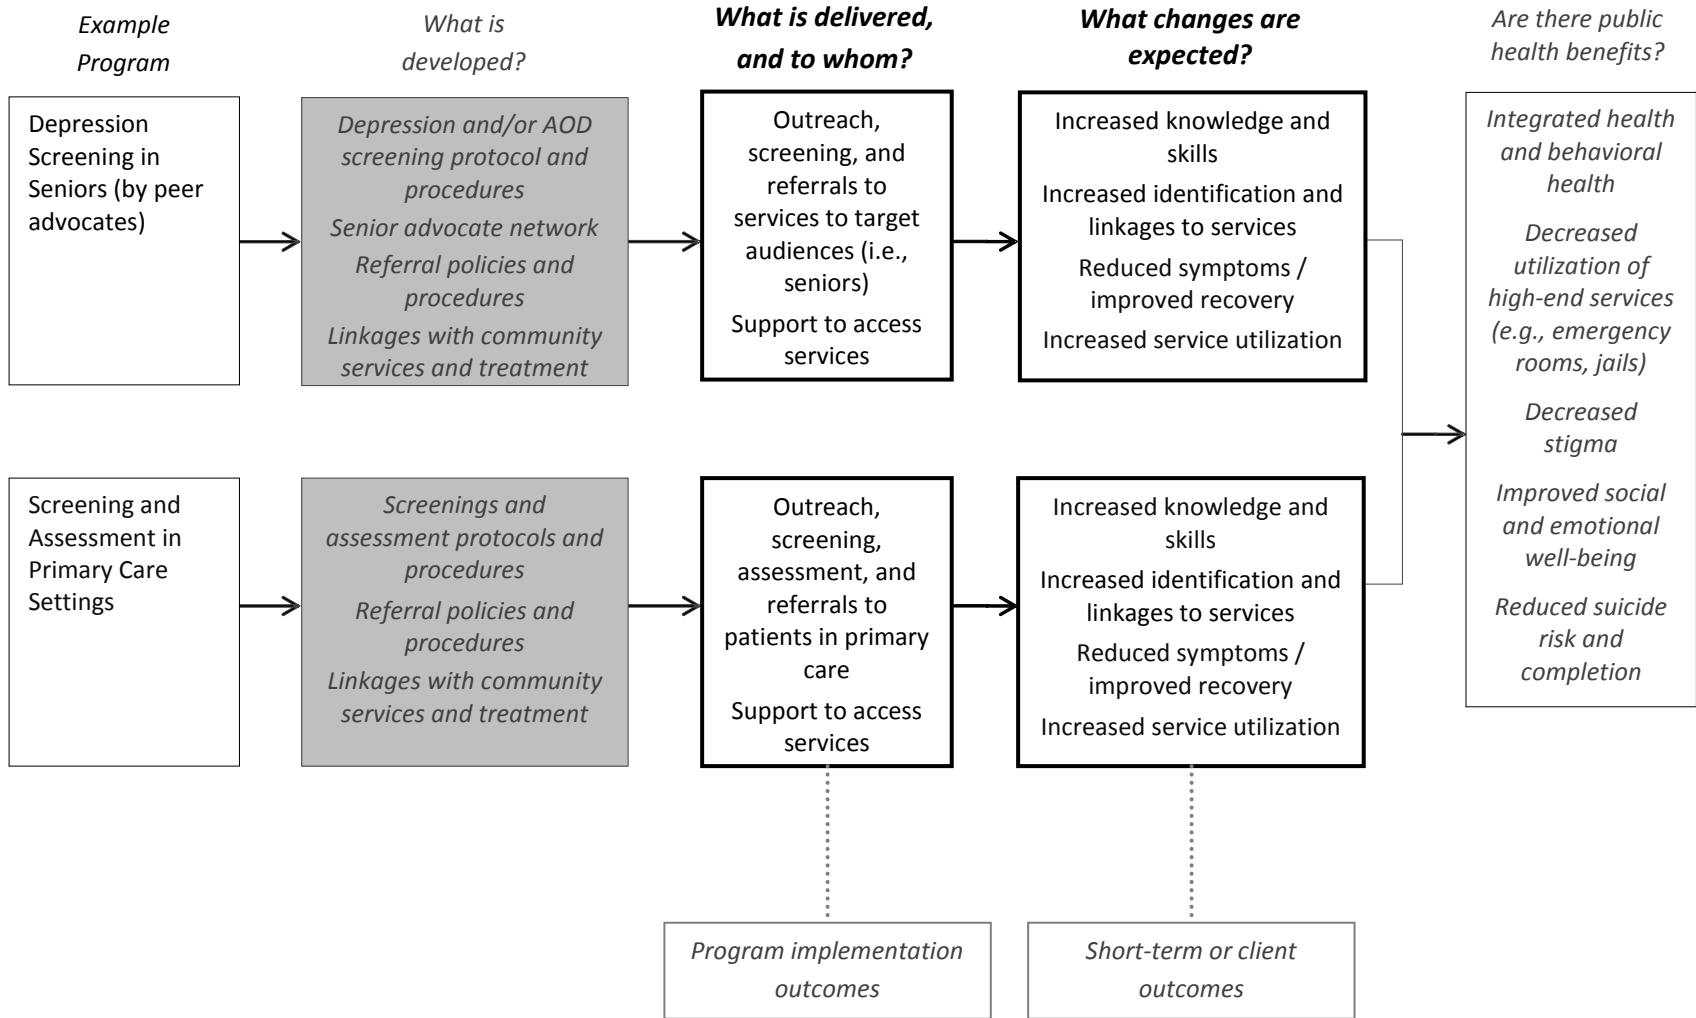 Example
Program
What is
developed?
What is delivered,
and to whom?
What changes are
expected?
Are there public
health benefits?
Depression
Screening in
Seniors (by peer
advocates)
Depression and/or AOD
screening protocol and
procedures
Senior advocate network
Referral policies and
procedures
Linkages with community
services and treatment
Outreach,
screening, and
referrals to
services to target
audiences (i.e.,
seniors)
Support to access
services
Increased knowledge and
skills
Increased identification and
linkages to services
Reduced symptoms /
improved recovery
Increased service utilization
Integrated health
and behavioral
health
Decreased
utilization of
high-end services
(e.g., emergency
rooms, jails)
Decreased
stigma
Improved social
and emotional
well-being
Reduced suicide
risk and
completion
Screening and
Assessment in
Primary Care
Settings
Screenings and
assessment protocols and
procedures
Referral policies and
procedures
Linkages with community
services and treatment
Outreach,
screening,
assessment, and
referrals to
patients in primary
care
Support to access
services
Increased knowledge and
skills
Increased identification and
linkages to services
Reduced symptoms /
improved recovery
Increased service utilization
Program implementation
outcomes
Short-term or client
outcomes